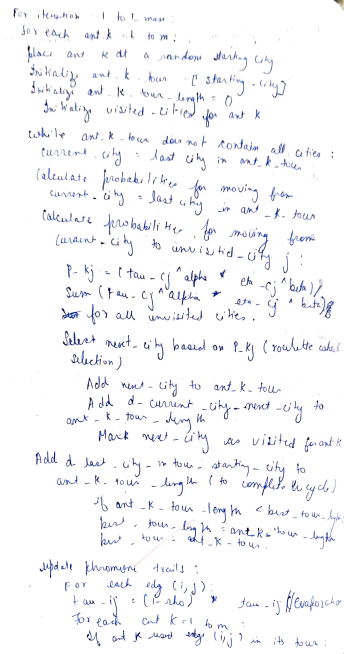 For iteration = 1 to T_max :
for each ant k = 1 to m :
place ant k at a random starting city
Initialize ant_k_tour = [starting_city]
Initialize ant_k_tour_length = 0
Initialize visited_cities for ant k
while ant_k_tour does not contain all cities :
current_city = last city in ant_k_tour
Calculate probabilities for moving from
current_city = last city in ant_k_tour
Calculate probabilities for moving from
current_city to unvisited_city j :
P_kj = (tau_cj^alpha * eta_cj^beta) /
Sum (tau_cj^alpha * eta_cj^beta)
for all unvisited cities.
Select next_city based on P_kj (roulette wheel
selection)
Add next_city to ant_k_tour
Add d_current_city_next_city to
ant_k_tour_length
Mark next_city as visited for ant k
Add d_last_city_in tour_starting_city to
ant_k_tour_length (to complete the cycle)
if ant_k_tour_length < best_tour_length
best_tour_length = ant_k_tour_length
best_tour = ant_k_tour.
update pheromone trails :
For each edge (i,j) :
tau_ij = (1-rho) * tau_ij //Evaporation
For each ant k=1 to m :
if ant k used edge (i,j) in its tour :